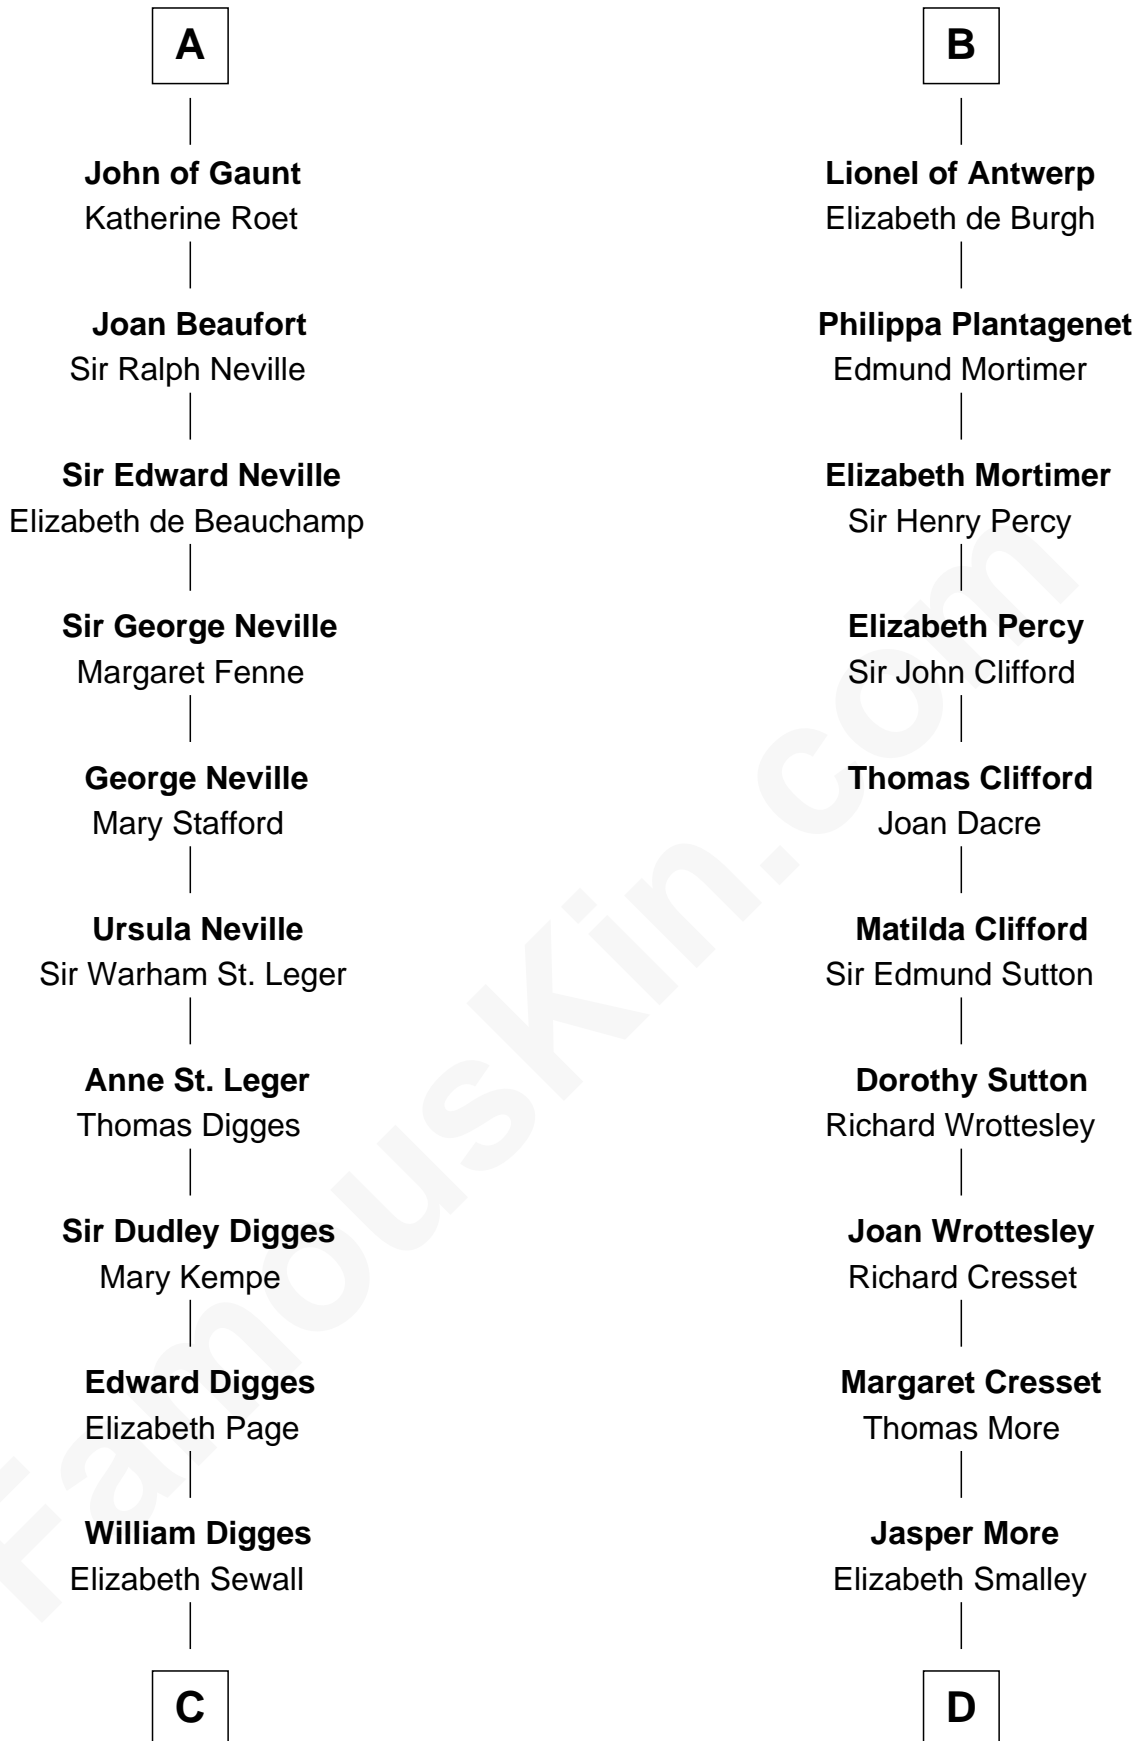 A
John of Gaunt
Katherine Roet
Joan Beaufort
Sir Ralph Neville
Sir Edward Neville
Elizabeth de Beauchamp
Sir George Neville
Margaret Fenne
George Neville
Mary Stafford
Ursula Neville
Sir Warham St. Leger
Anne St. Leger
Thomas Digges
Sir Dudley Digges
Mary Kempe
Edward Digges
Elizabeth Page
William Digges
Elizabeth Sewall
C
B
Lionel of Antwerp
Elizabeth de Burgh
Philippa Plantagenet
Edmund Mortimer
Elizabeth Mortimer
Sir Henry Percy
Elizabeth Percy
Sir John Clifford
Thomas Clifford
Joan Dacre
Matilda Clifford
Sir Edmund Sutton
Dorothy Sutton
Richard Wrottesley
Joan Wrottesley
Richard Cresset
Margaret Cresset
Thomas More
Jasper More
Elizabeth Smalley
D
FamousKin.com